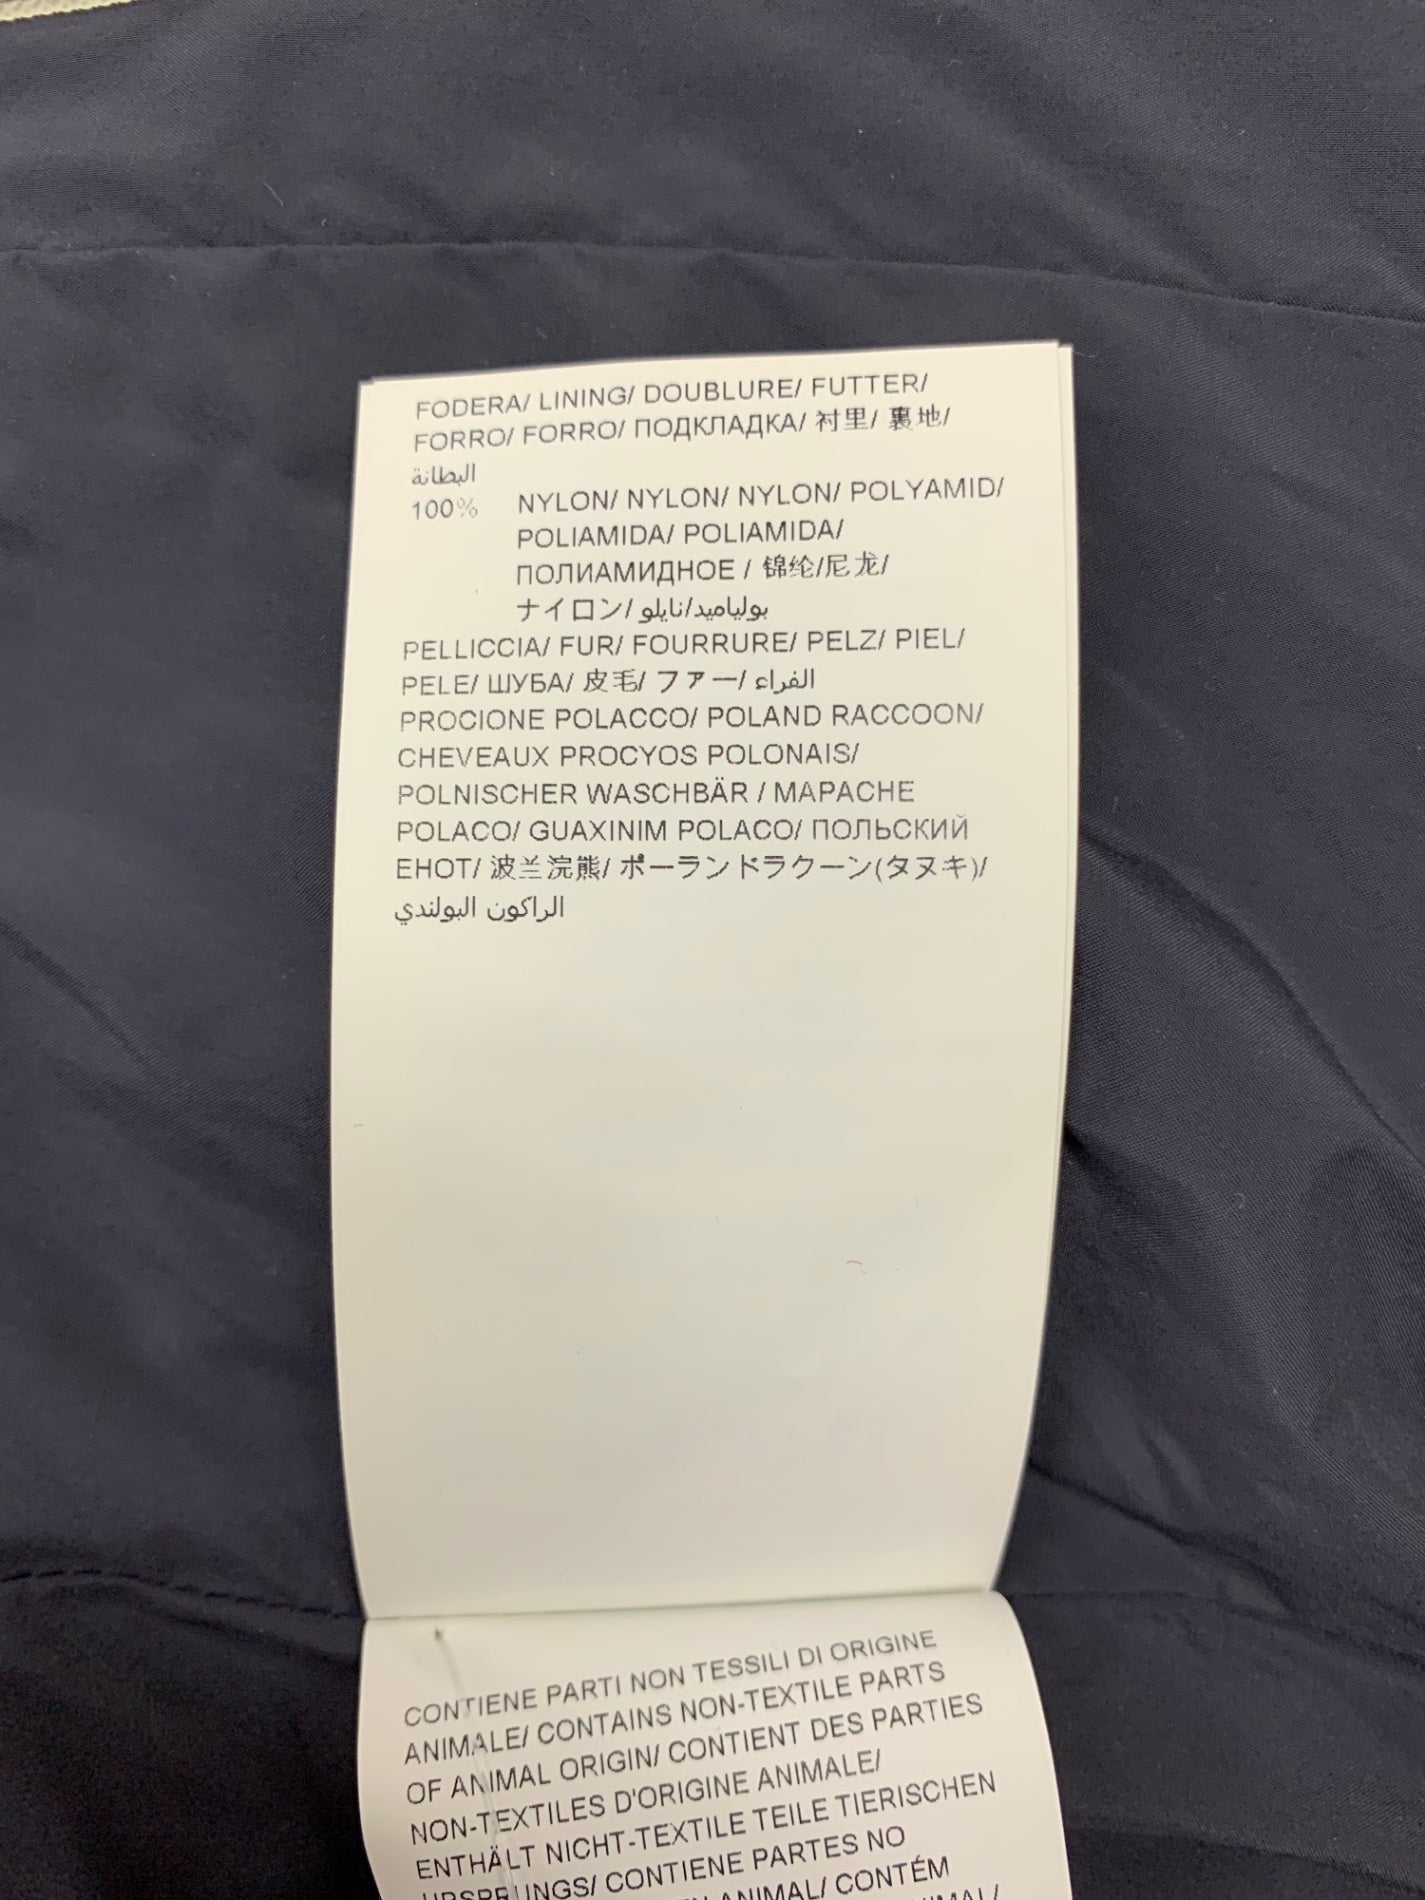 FODERA/ LINING/ DOUBLURE/ FUTTER/
FORRO/ FORRO/ ПОДКЛАДКА/ 衬里/ 裏地/
البطانة
100% NYLON/ NYLON/ NYLON/ POLYAMID/
POLIAMIDA/ POLIAMIDA/
ПОЛИАМИДНОЕ / 锦纶/尼龙/
ナイロン/ بولياميد/نايلو
PELLICCIA/ FUR/ FOURRURE/ PELZ/ PIEL/
PELE/ ШУБА/ 皮毛/ ファー/ الفراء
PROCIONE POLACCO/ POLAND RACCOON/
CHEVEAUX PROCYOS POLONAIS/
POLNISCHER WASCHBÄR / MAPACHE
POLACO/ GUAXINIM POLACO/ ПОЛЬСКИЙ
ЕНОТ/ 波兰浣熊/ ポーランドラクーン(タヌキ)/
الراكون البولندي
CONTIENE PARTI NON TESSILI DI ORIGINE
ANIMALE/ CONTAINS NON-TEXTILE PARTS
OF ANIMAL ORIGIN/ CONTIENT DES PARTIES
NON-TEXTILES D'ORIGINE ANIMALE/
ENTHÄLT NICHT-TEXTILE TEILE TIERISCHEN
URSPRUNGS/ CONTIENE PARTES NO
ANIMAL/ CONTÉM